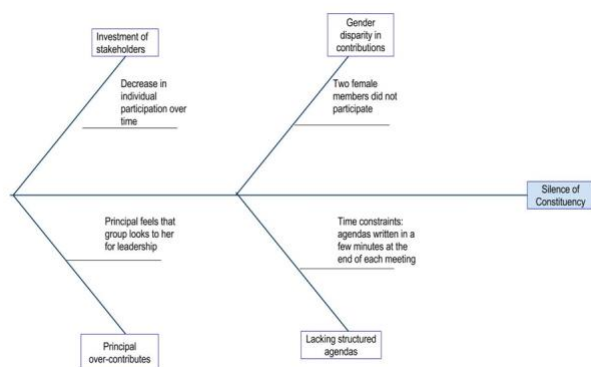 Investment of
stakeholders
Gender
disparity in
contributions
Decrease in
individual
participation over
time
Two female
members did not
participate
Silence of
Constituency
Principal feels that
group looks to her
for leadership
Time constraints:
agendas written in a
few minutes at the
end of each meeting
Principal
over-contributes
Lacking structured
agendas